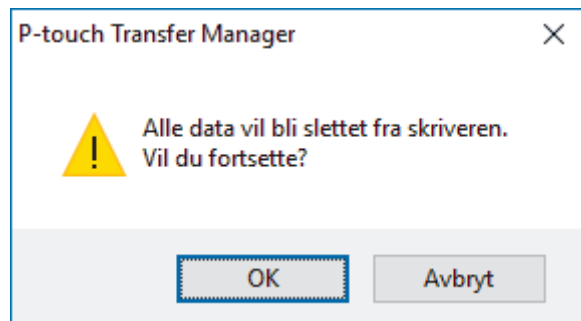 P-touch Transfer Manager
Alle data vil bli slettet fra skriveren.
Vil du fortsette?
OK
Avbryt